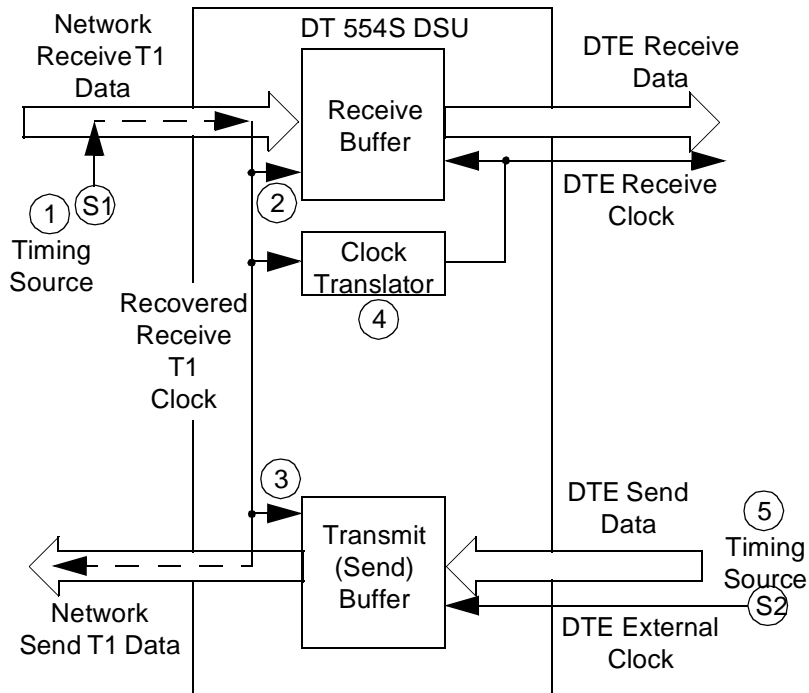 Network
Receive T1
Data
DT 554S DSU
DTE Receive
Data
Receive
Buffer
1
S1
2
DTE Receive
Clock
Timing
Source
Clock
Translator
4
Recovered
Receive
T1
Clock
3
DTE Send
Data
5
Timing
Source
S2
Transmit
(Send)
Buffer
Network
Send T1 Data
DTE External
Clock